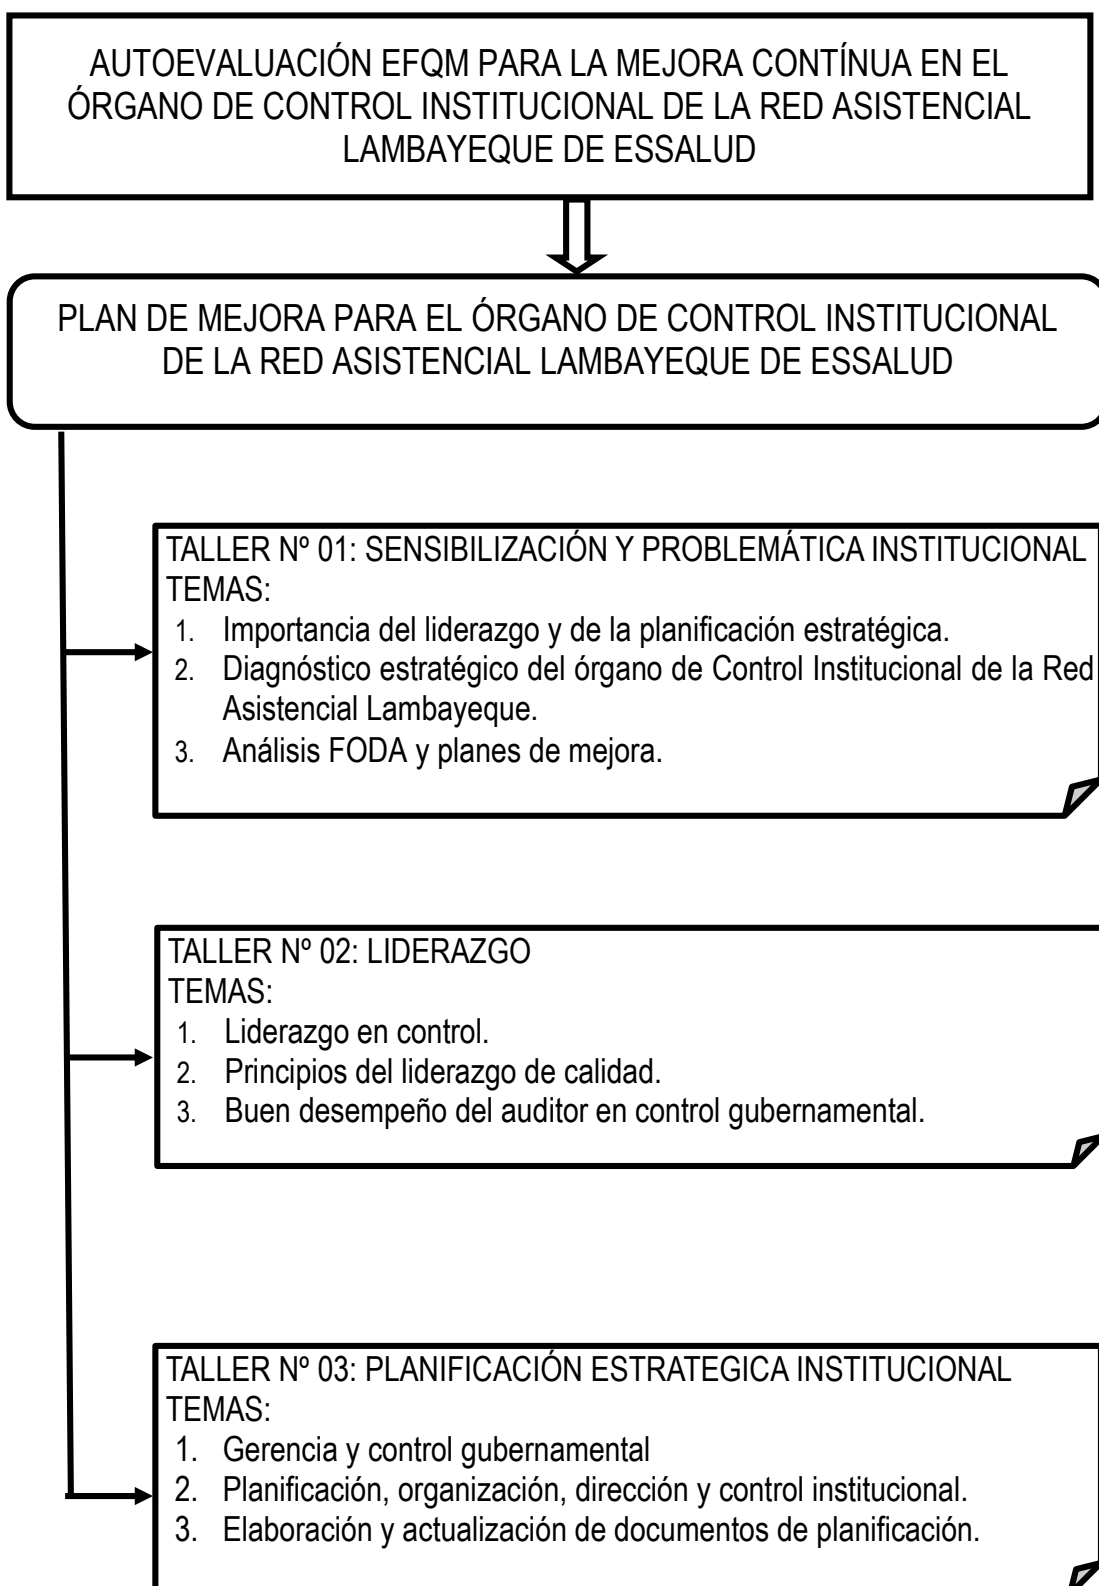 AUTOEVALUACIÓN EFQM PARA LA MEJORA CONTÍNUA EN EL
ÓRGANO DE CONTROL INSTITUCIONAL DE LA RED ASISTENCIAL
LAMBAYEQUE DE ESSALUD
PLAN DE MEJORA PARA EL ÓRGANO DE CONTROL INSTITUCIONAL
DE LA RED ASISTENCIAL LAMBAYEQUE DE ESSALUD
TALLER Nº 01: SENSIBILIZACIÓN Y PROBLEMÁTICA INSTITUCIONAL
TEMAS:
1. Importancia del liderazgo y de la planificación estratégica.
2. Diagnóstico estratégico del órgano de Control Institucional de la Red
Asistencial Lambayeque.
3. Análisis FODA y planes de mejora.
TALLER Nº 02: LIDERAZGO
TEMAS:
1. Liderazgo en control.
2. Principios del liderazgo de calidad.
3. Buen desempeño del auditor en control gubernamental.
TALLER Nº 03: PLANIFICACIÓN ESTRATEGICA INSTITUCIONAL
TEMAS:
1. Gerencia y control gubernamental
2. Planificación, organización, dirección y control institucional.
3. Elaboración y actualización de documentos de planificación.